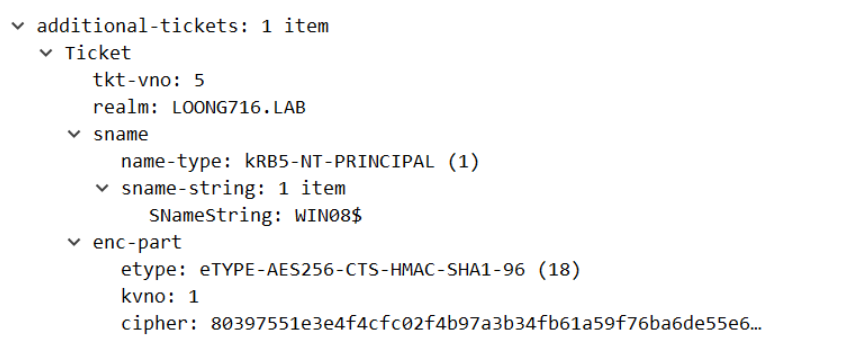 additional-tickets: 1 item
Ticket
tkt-vno: 5
realm: LOONG716.LAB
sname
name-type: kRB5-NT-PRINCIPAL (1)
sname-string: 1 item
SNameString: WIN08$
enc-part
etype: eTYPE-AES256-CTS-HMAC-SHA1-96 (18)
kvno: 1
cipher: 80397551e3e4f4cfc02f4b97a3b34fb61a59f76ba6de55e6…